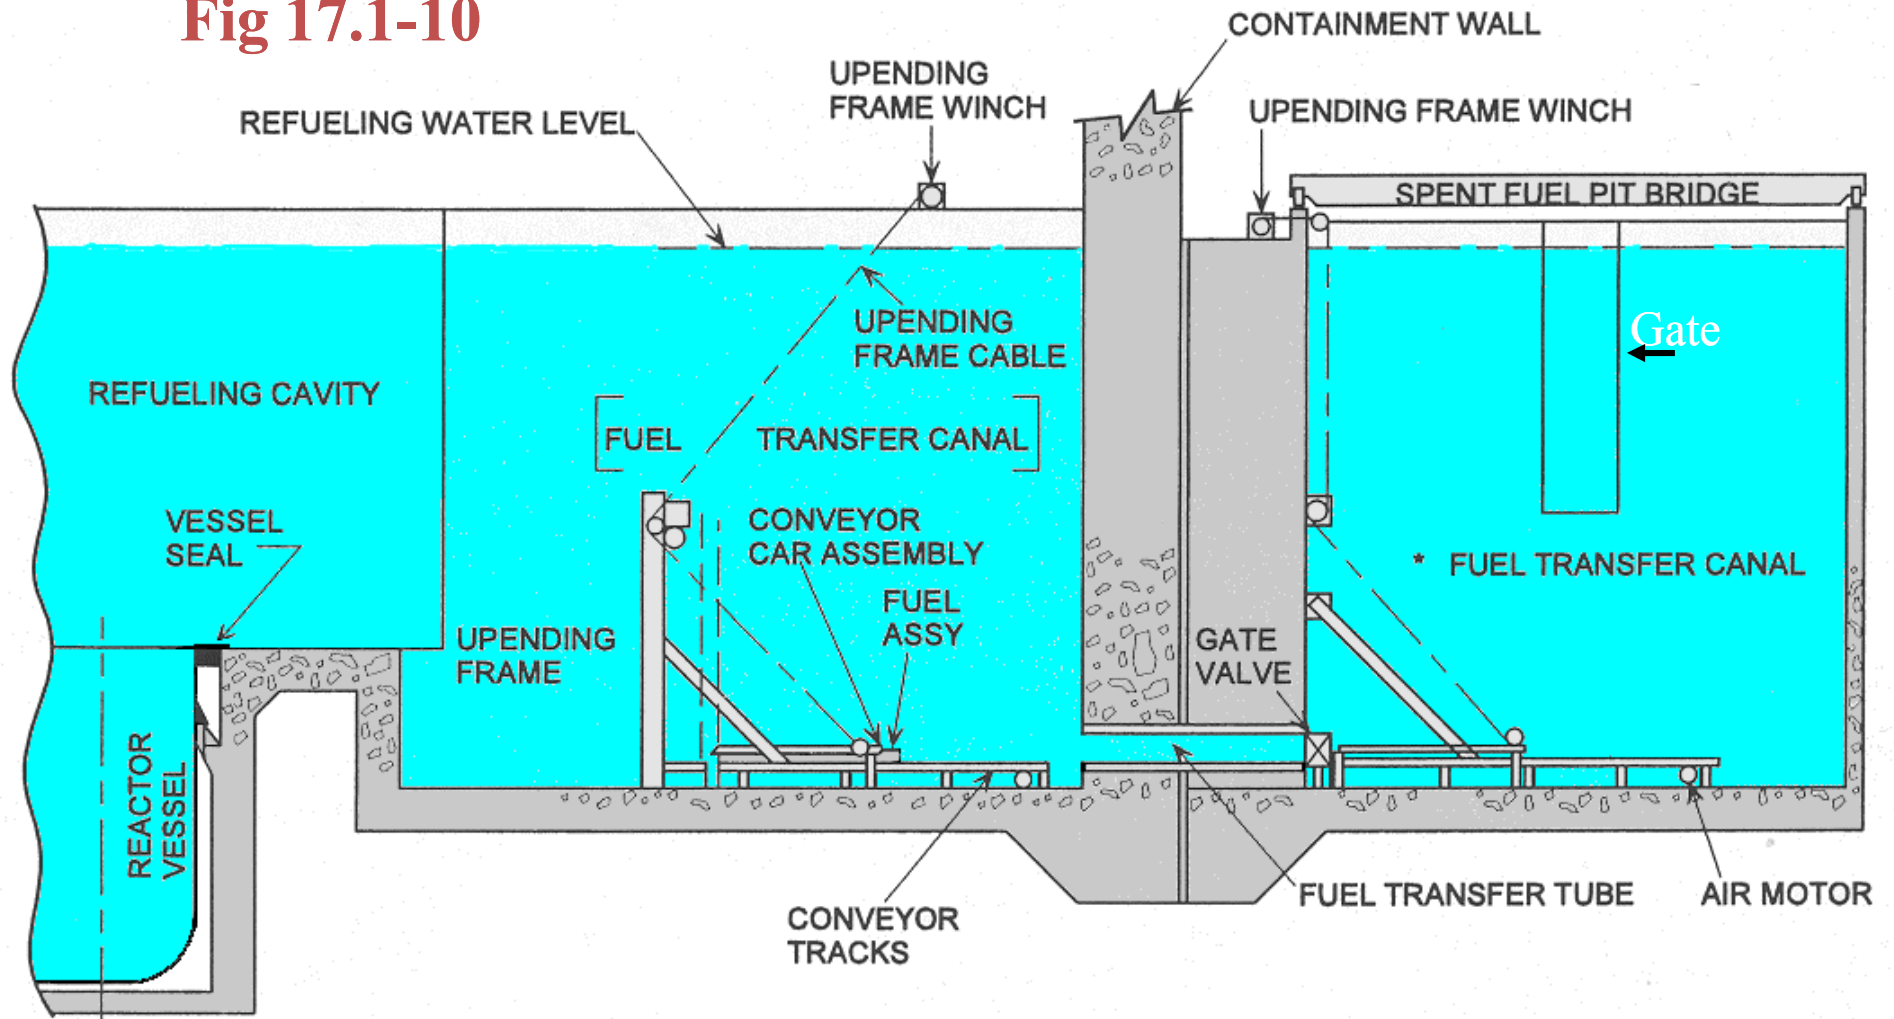 Fig 17.1-10
CONTAINMENT WALL
UPENDING
FRAME WINCH
REFUELING WATER LEVEL
UPENDING FRAME WINCH
SPENT FUEL PIT BRIDGE
UPENDING
FRAME CABLE
Gate
REFUELING CAVITY
FUEL TRANSFER CANAL
VESSEL
SEAL
CONVEYOR
CAR ASSEMBLY
* FUEL TRANSFER CANAL
FUEL
ASSY
UPENDING
FRAME
GATE
VALVE
REACTOR
VESSEL
FUEL TRANSFER TUBE
AIR MOTOR
CONVEYOR
TRACKS